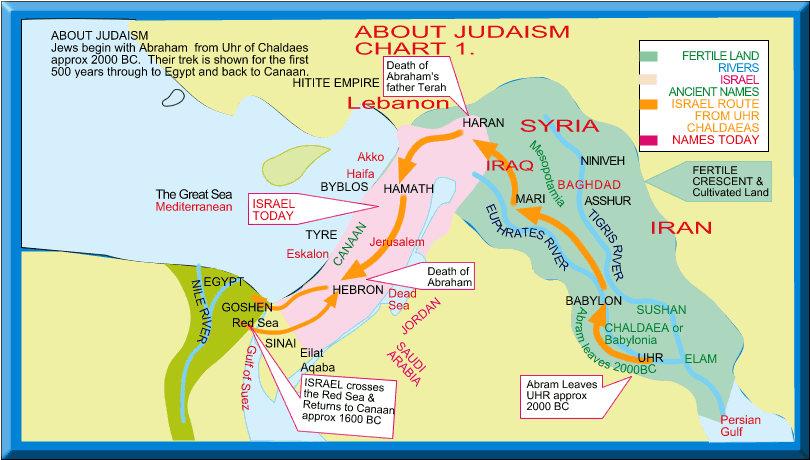 ABOUT JUDAISM
Jews begin with Abraham from Uhr of Chaldaes
approx 2000 BC. Their trek is shown for the first
500 years through to Egypt and back to Canaan.
ABOUT JUDAISM
CHART 1.
HITITE EMPIRE
Death of
Abraham's
father Terah
Lebanon
FERTILE LAND
RIVERS
ISRAEL
ANCIENT NAMES
ISRAEL ROUTE
FROM UHR
CHALDAEAS
NAMES TODAY
HARAN
SYRIA
Akko
Haifa
BYBLOS
HAMATH
IRAQ
Mesopotamia
NINIVEH
BAGHDAD
ASSHUR
MARI
FERTILE
CRESCENT &
Cultivated Land
The Great Sea
Mediterranean
ISRAEL
TODAY
TYRE
Eskalon
CANAAN
Jerusalem
EUPHRATES RIVER
TIGRIS RIVER
IRAN
Death of
Abraham
EGYPT
NILE RIVER
GOSHEN
Red Sea
HEBRON
Dead
Sea
JORDAN
SINAI
Eilat
Aqaba
SAUDI
ARABIA
Gulf of Suez
ISRAEL crosses
the Red Sea &
Returns to Canaan
approx 1600 BC
BABYLON
SUSHAN
CHALDAEA or
Babylonia
UHR
ELAM
Abram leaves 2000BC
Abram Leaves
UHR approx
2000 BC
Persian
Gulf